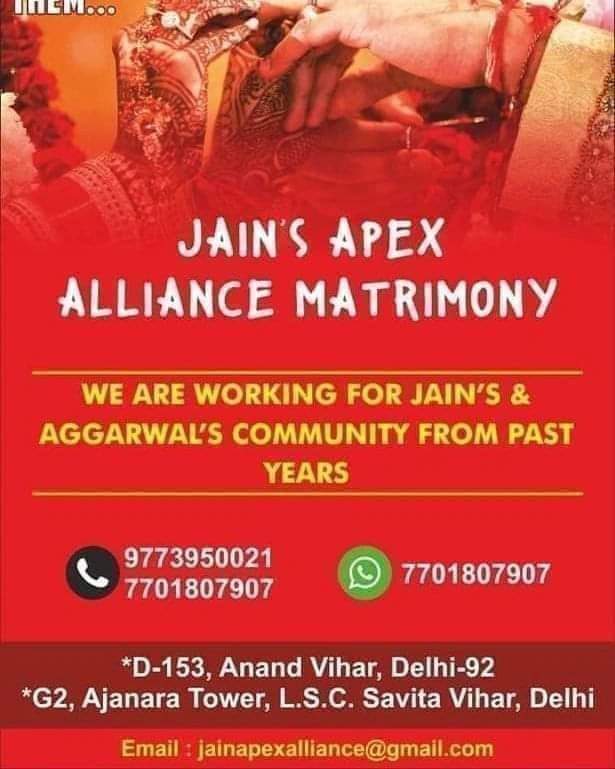 THEM...
JAIN'S APEX
ALLIANCE MATRIMONY
WE ARE WORKING FOR JAIN'S &
AGGARWAL'S COMMUNITY FROM PAST
YEARS
9773950021
7701807907
7701807907
*D-153, Anand Vihar, Delhi-92
*G2, Ajanara Tower, L.S.C. Savita Vihar, Delhi
Email : jainapexalliance@gmail.com